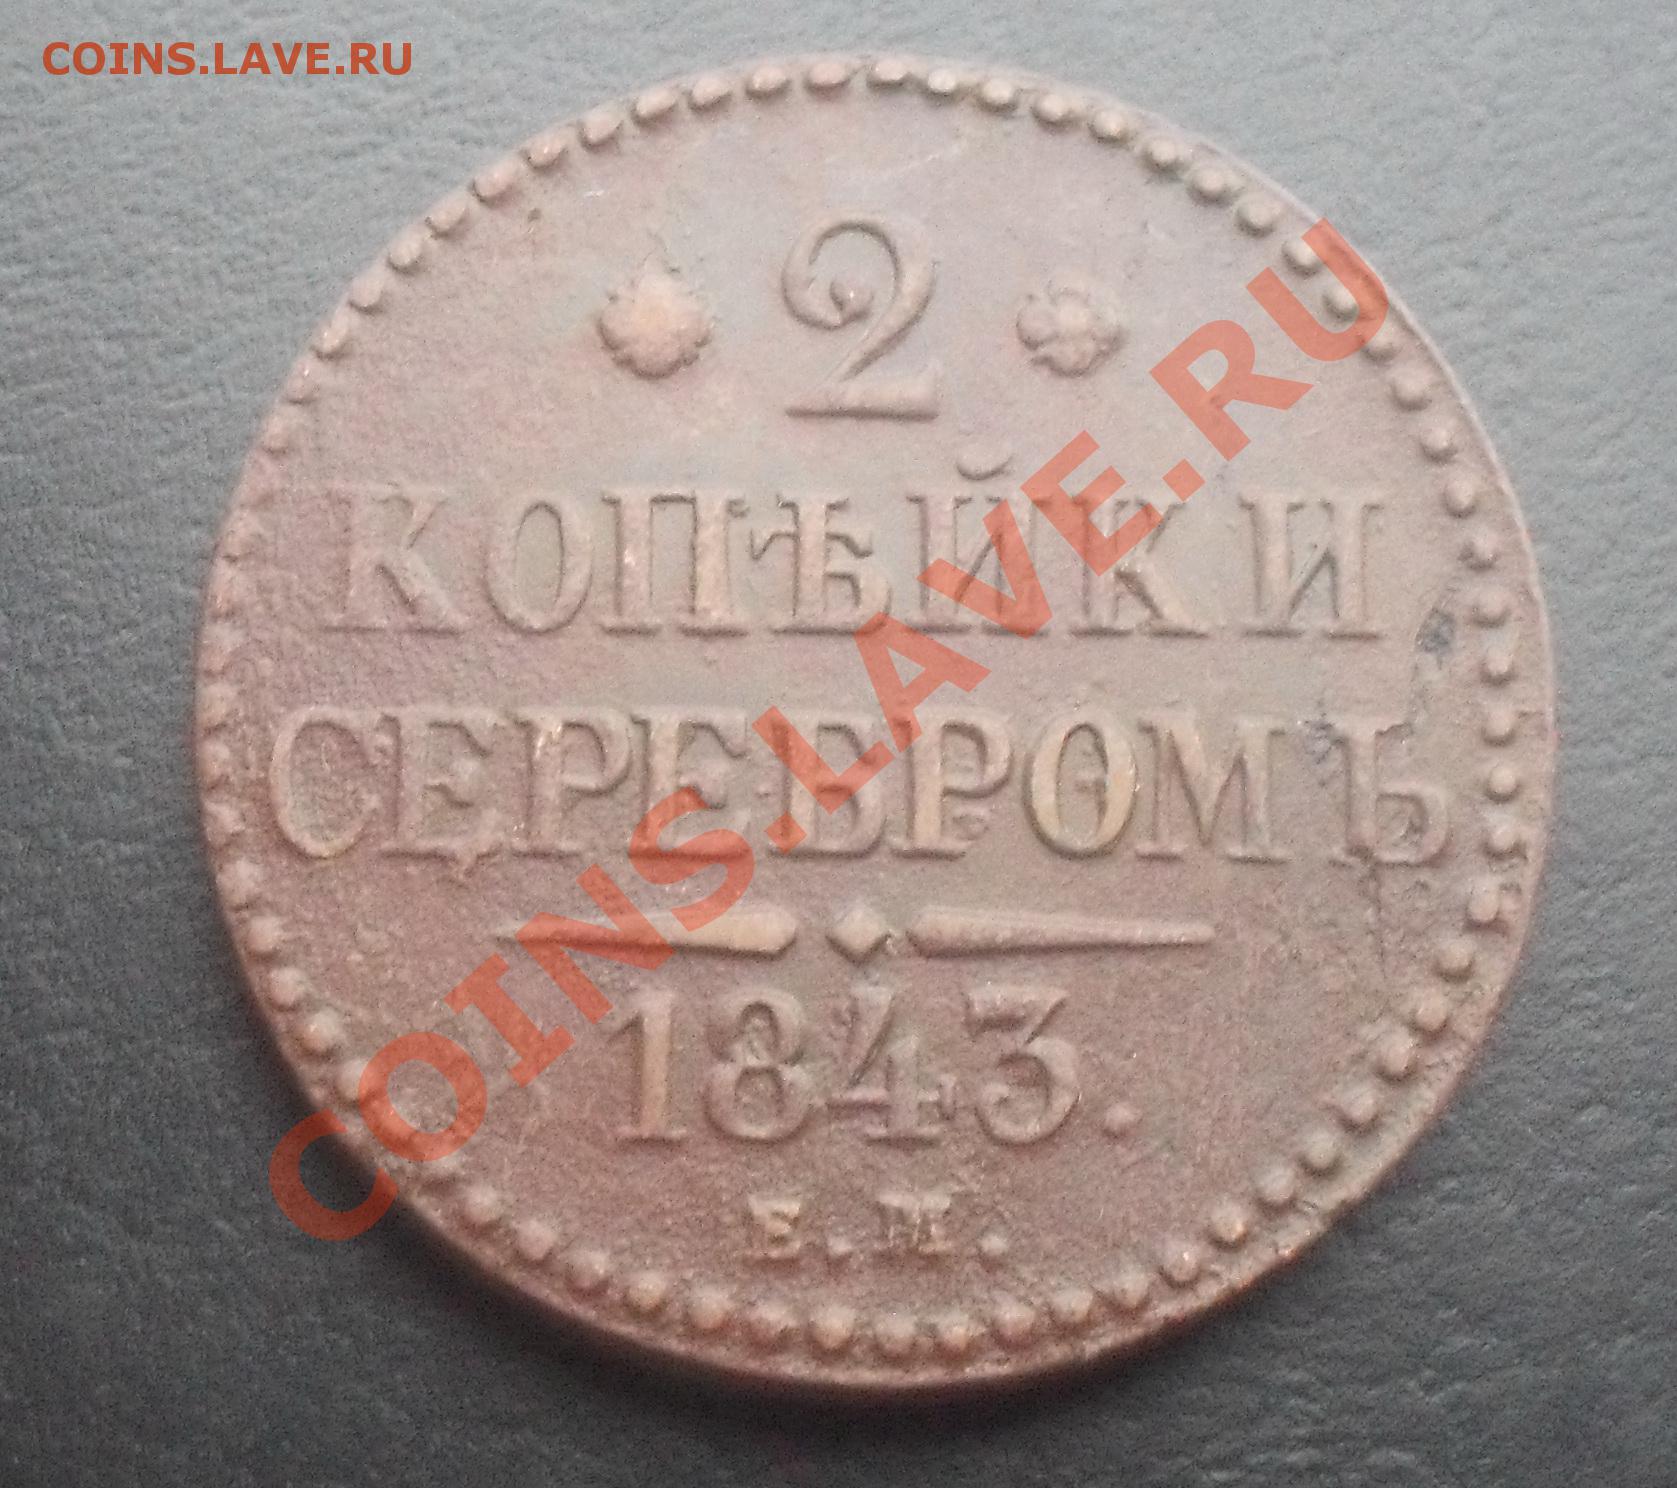 COINS.LAVE.RU
2
КОПѢЙКИ
СЕРЕБРОМЪ
1843.
Е.М.
COINS.LAVE.RU